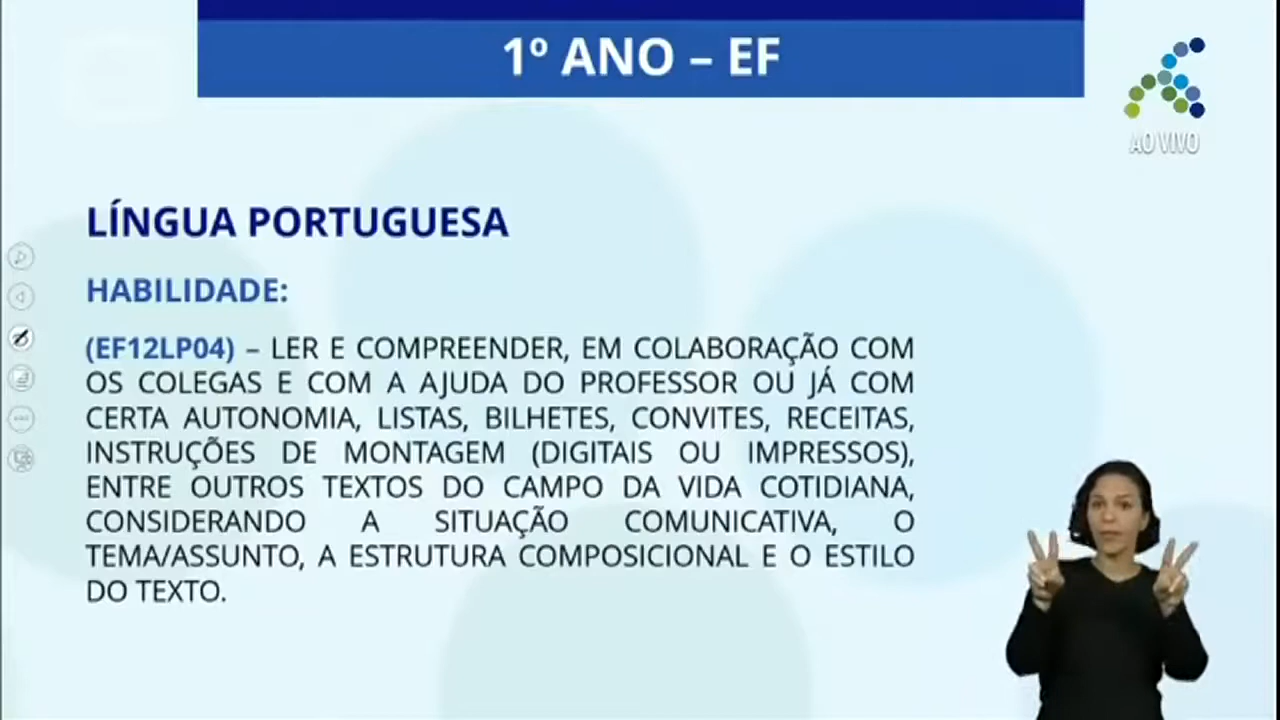 1º ANO – EF
AO VIVO
LÍNGUA PORTUGUESA
HABILIDADE:
(EF12LP04) – LER E COMPREENDER, EM COLABORAÇÃO COM
OS COLEGAS E COM A AJUDA DO PROFESSOR OU JÁ COM
CERTA AUTONOMIA, LISTAS, BILHETES, CONVITES, RECEITAS,
INSTRUÇÕES DE MONTAGEM (DIGITAIS OU IMPRESSOS),
ENTRE OUTROS TEXTOS DO CAMPO DA VIDA COTIDIANA,
CONSIDERANDO A SITUAÇÃO COMUNICATIVA, O
TEMA/ASSUNTO, A ESTRUTURA COMPOSICIONAL E O ESTILO
DO TEXTO.